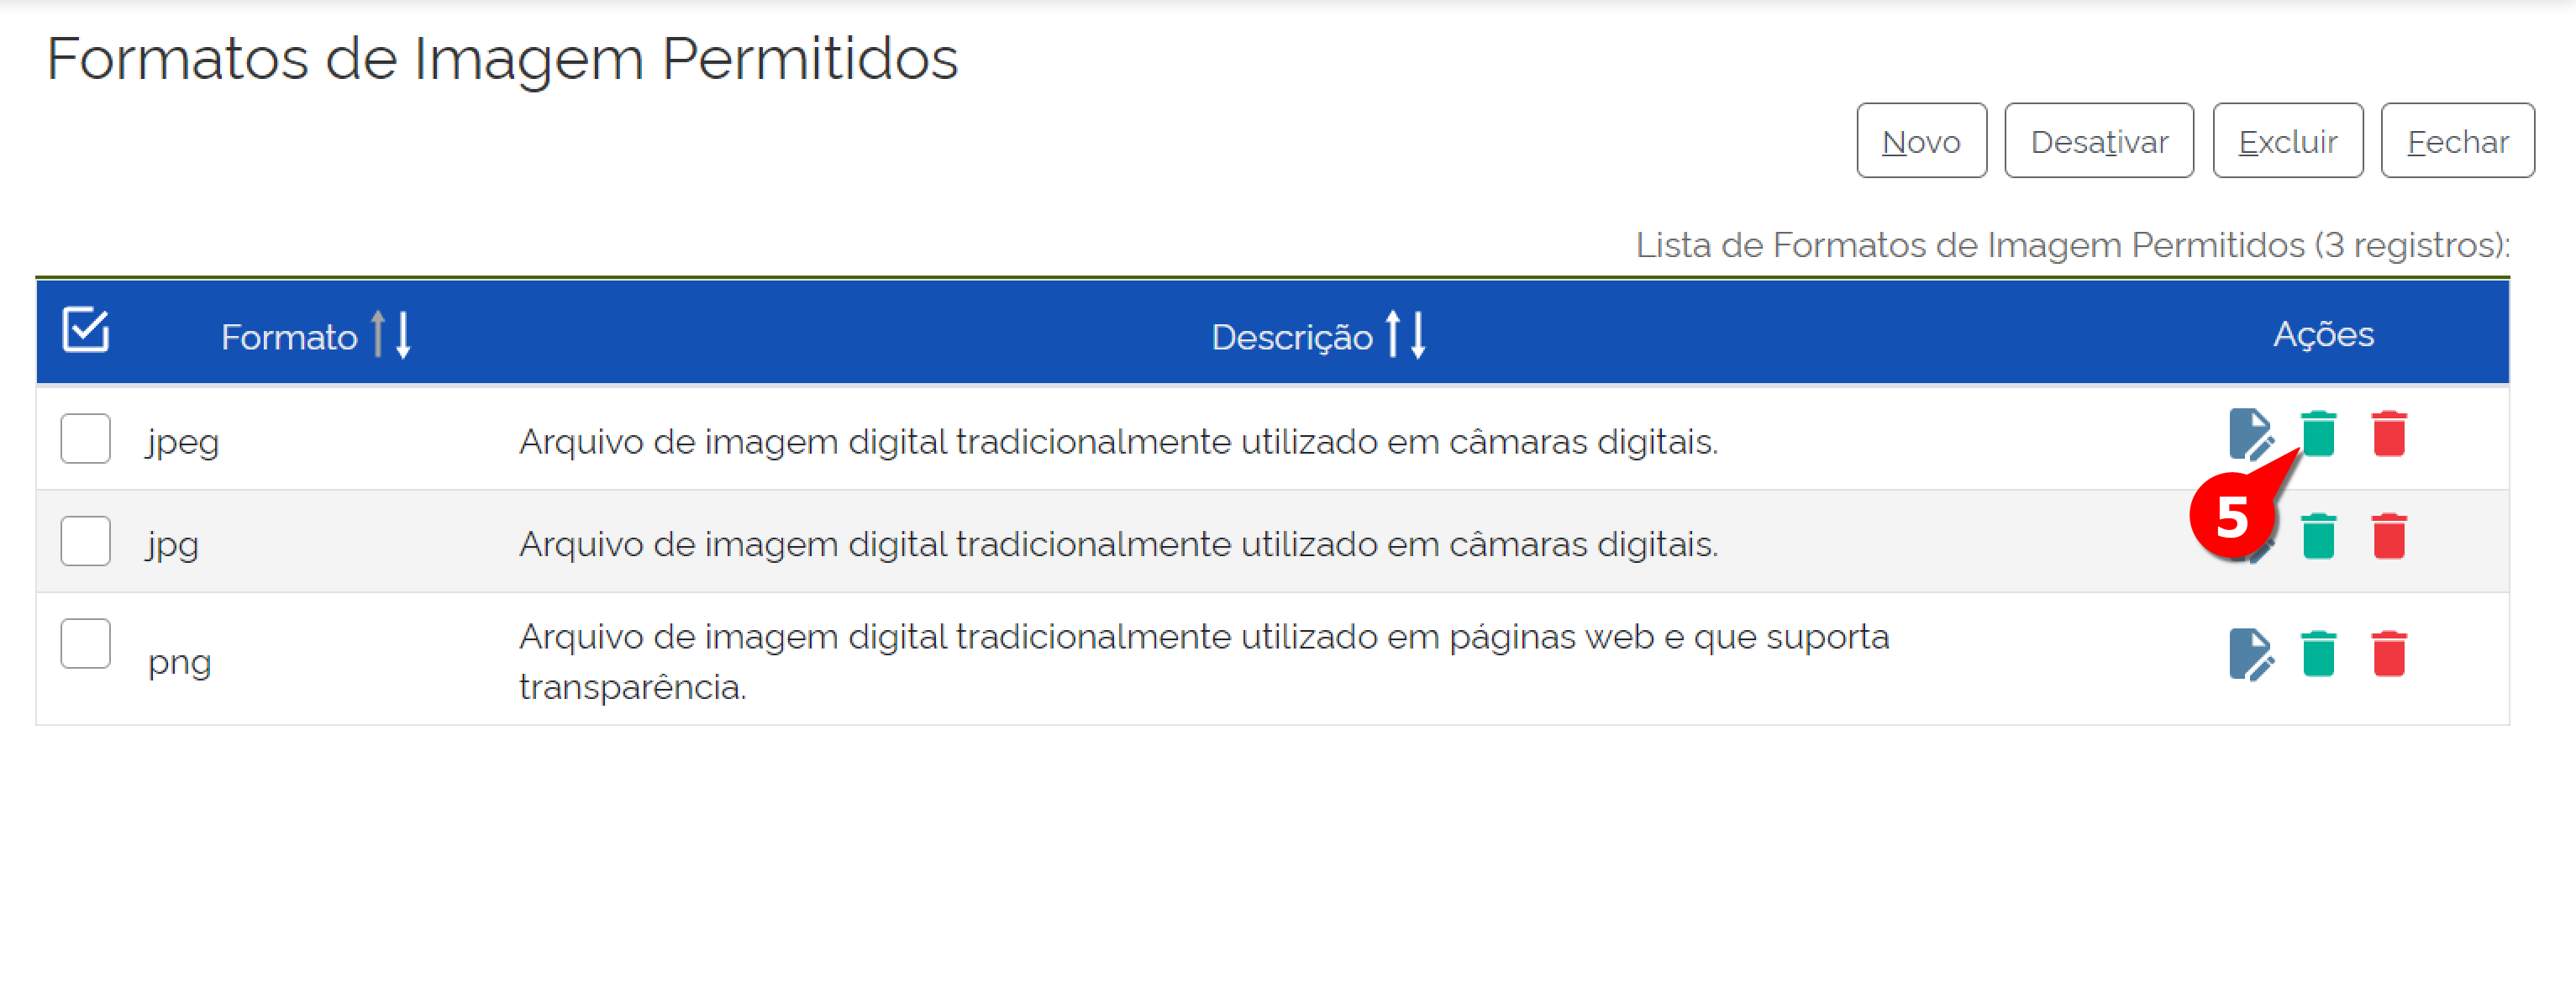 Formatos de Imagem Permitidos
Novo Desativar Excluir Fechar
Lista de Formatos de Imagem Permitidos (3 registros):
Formato Descrição Ações
jpeg Arquivo de imagem digital tradicionalmente utilizado em câmaras digitais.
5
jpg Arquivo de imagem digital tradicionalmente utilizado em câmaras digitais.
png Arquivo de imagem digital tradicionalmente utilizado em páginas web e que suporta
transparência.